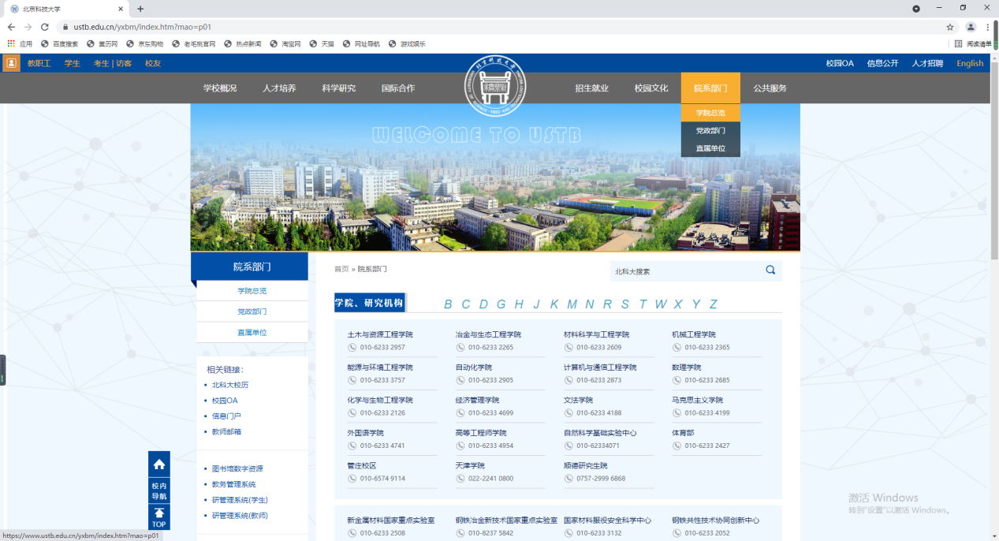 北京科技大学
ustb.edu.cn/yxbm/index.htm?mao=p01
应用 百度搜索 黄历网 京东购物 老毛桃官网 热点新闻 淘宝网 天猫 网址导航 游戏娱乐 阅读清单
教职工 学生 考生 | 访客 校友 校园OA 信息公开 人才招聘 English
学校概况 人才培养 科学研究 国际合作 招生就业 校园文化 院系部门 公共服务
学院总览
党政部门
直属单位
WELCOME TO USTB
院系部门
学院总览
党政部门
直属单位
相关链接：
北科大校历
校园OA
信息门户
教师邮箱
图书馆数字资源
教务管理系统
研管理系统(学生)
研管理系统(教师)
校内
导航
TOP
首页 » 院系部门
北科大搜索
学院、研究机构 B C D G H J K M N R S T W X Y Z
土木与资源工程学院 冶金与生态工程学院 材料科学与工程学院 机械工程学院
010-6233 2957 010-6233 2265 010-6233 2609 010-6233 2365
能源与环境工程学院 自动化学院 计算机与通信工程学院 数理学院
010-6233 3757 010-6233 2905 010-6233 2873 010-6233 2685
化学与生物工程学院 经济管理学院 文法学院 马克思主义学院
010-6233 2126 010-6233 4699 010-6233 4188 010-6233 4199
外国语学院 高等工程师学院 自然科学基础实验中心 体育部
010-6233 4741 010-6233 4954 010-62334071 010-6233 2427
管庄校区 天津学院 顺德研究生院
010-6574 9114 022-2241 0800 0757-2999 6868
新金属材料国家重点实验室 钢铁冶金新技术国家重点实验室 国家材料服役安全科学中心 钢铁共性技术协同创新中心
010-6233 2508 010-8237 5842 010-6233 3132 010-6233 2052
激活 Windows
转到"设置"以激活 Windows。
https://www.ustb.edu.cn/yxbm/index.htm?mao=p01